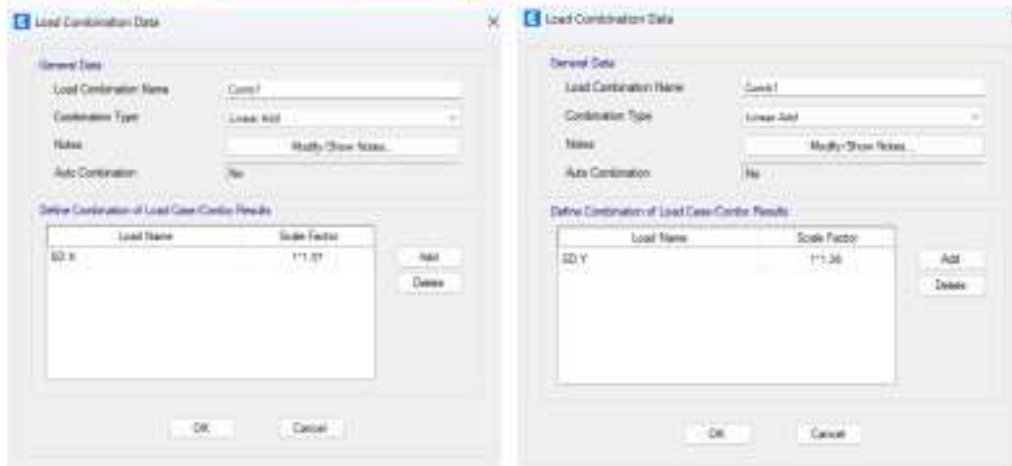 Load Combination Data
General Data
Load Combination Name
Comb1
Combination Type
Linear Add
Notes
Modify/Show Notes...
Auto Combination
No
Define Combination of Load Case/Combo Results
Load Name
Scale Factor
Add
Delete
OK
Cancel
Load Combination Data
General Data
Load Combination Name
Comb1
Combination Type
Linear Add
Notes
Modify/Show Notes...
Auto Combination
No
Define Combination of Load Case/Combo Results
Load Name
Scale Factor
Add
Delete
OK
Cancel